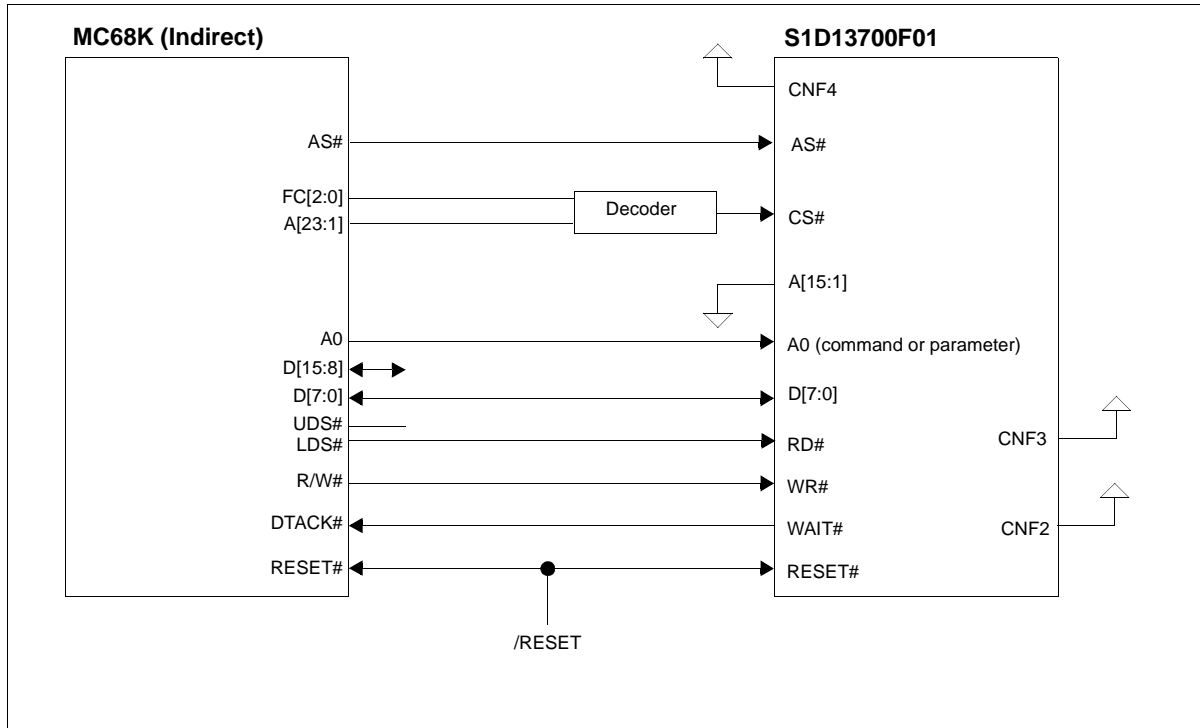 MC68K (Indirect)
S1D13700F01
CNF4
AS#
AS#
FC[2:0]
Decoder
CS#
A[23:1]
A[15:1]
A0
A0 (command or parameter)
D[15:8]
D[7:0]
D[7:0]
UDS#
CNF3
LDS#
RD#
R/W#
WR#
DTACK#
WAIT#
CNF2
RESET#
RESET#
/RESET